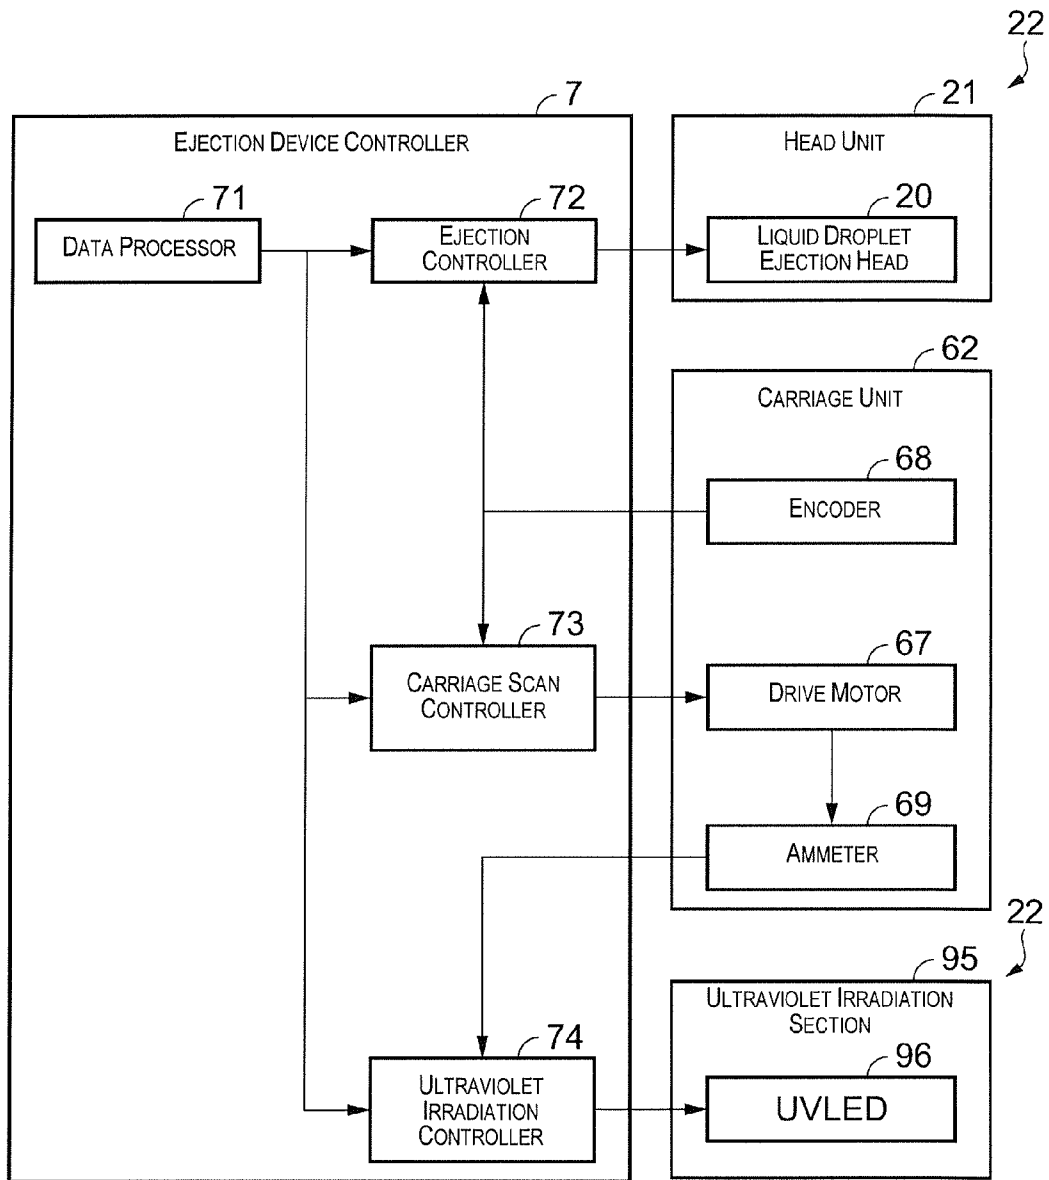 22
7
21
EJECTION DEVICE CONTROLLER
HEAD UNIT
71
72
20
DATA PROCESSOR
EJECTION
CONTROLLER
LIQUID DROPLET
EJECTION HEAD
62
CARRIAGE UNIT
68
ENCODER
73
67
CARRIAGE SCAN
CONTROLLER
DRIVE MOTOR
69
AMMETER
22
95
ULTRAVIOLET IRRADIATION
SECTION
74
96
ULTRAVIOLET
IRRADIATION
CONTROLLER
UVLED